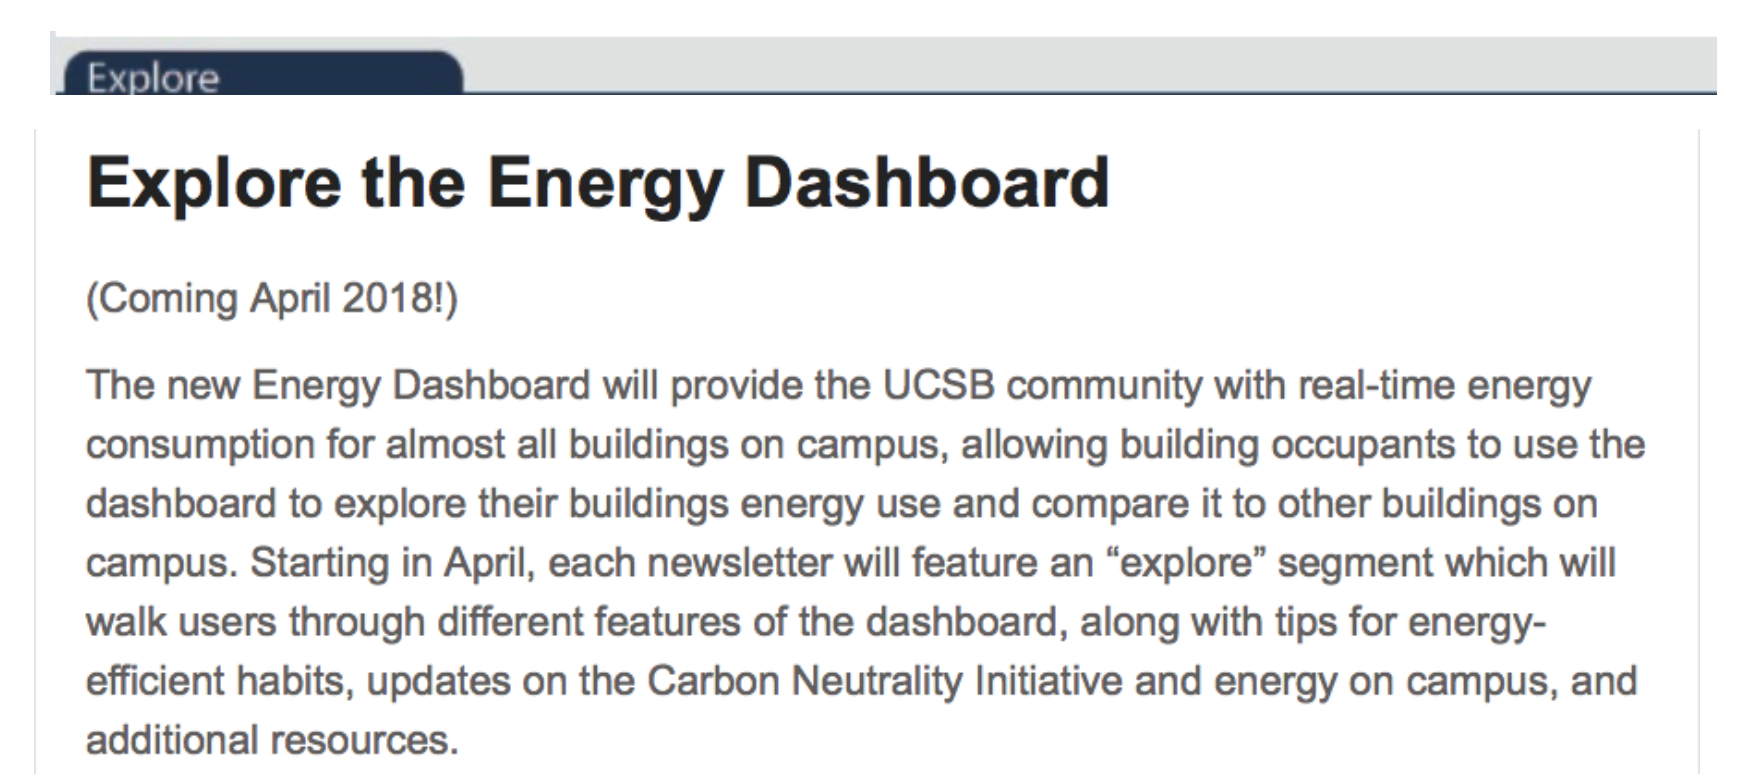 Explore
Explore the Energy Dashboard
(Coming April 2018!)
The new Energy Dashboard will provide the UCSB community with real-time energy
consumption for almost all buildings on campus, allowing building occupants to use the
dashboard to explore their buildings energy use and compare it to other buildings on
campus. Starting in April, each newsletter will feature an “explore” segment which will
walk users through different features of the dashboard, along with tips for energy-
efficient habits, updates on the Carbon Neutrality Initiative and energy on campus, and
additional resources.